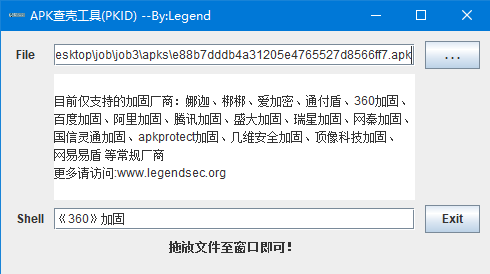 APK查壳工具(PKID) --By:Legend
File esktop\job\job3\apks\e88b7dddb4a31205e4765527d8566ff7.apk ...
目前仅支持的加固厂商：娜迦、梆梆、爱加密、通付盾、360加固、
百度加固、阿里加固、腾讯加固、盛大加固、瑞星加固、网秦加固、
国信灵通加固、apkprotect加固、几维安全加固、顶像科技加固、
网易易盾 等常规厂商
更多请访问:www.legendsec.org
Shell 《360》加固 Exit
拖放文件至窗口即可！